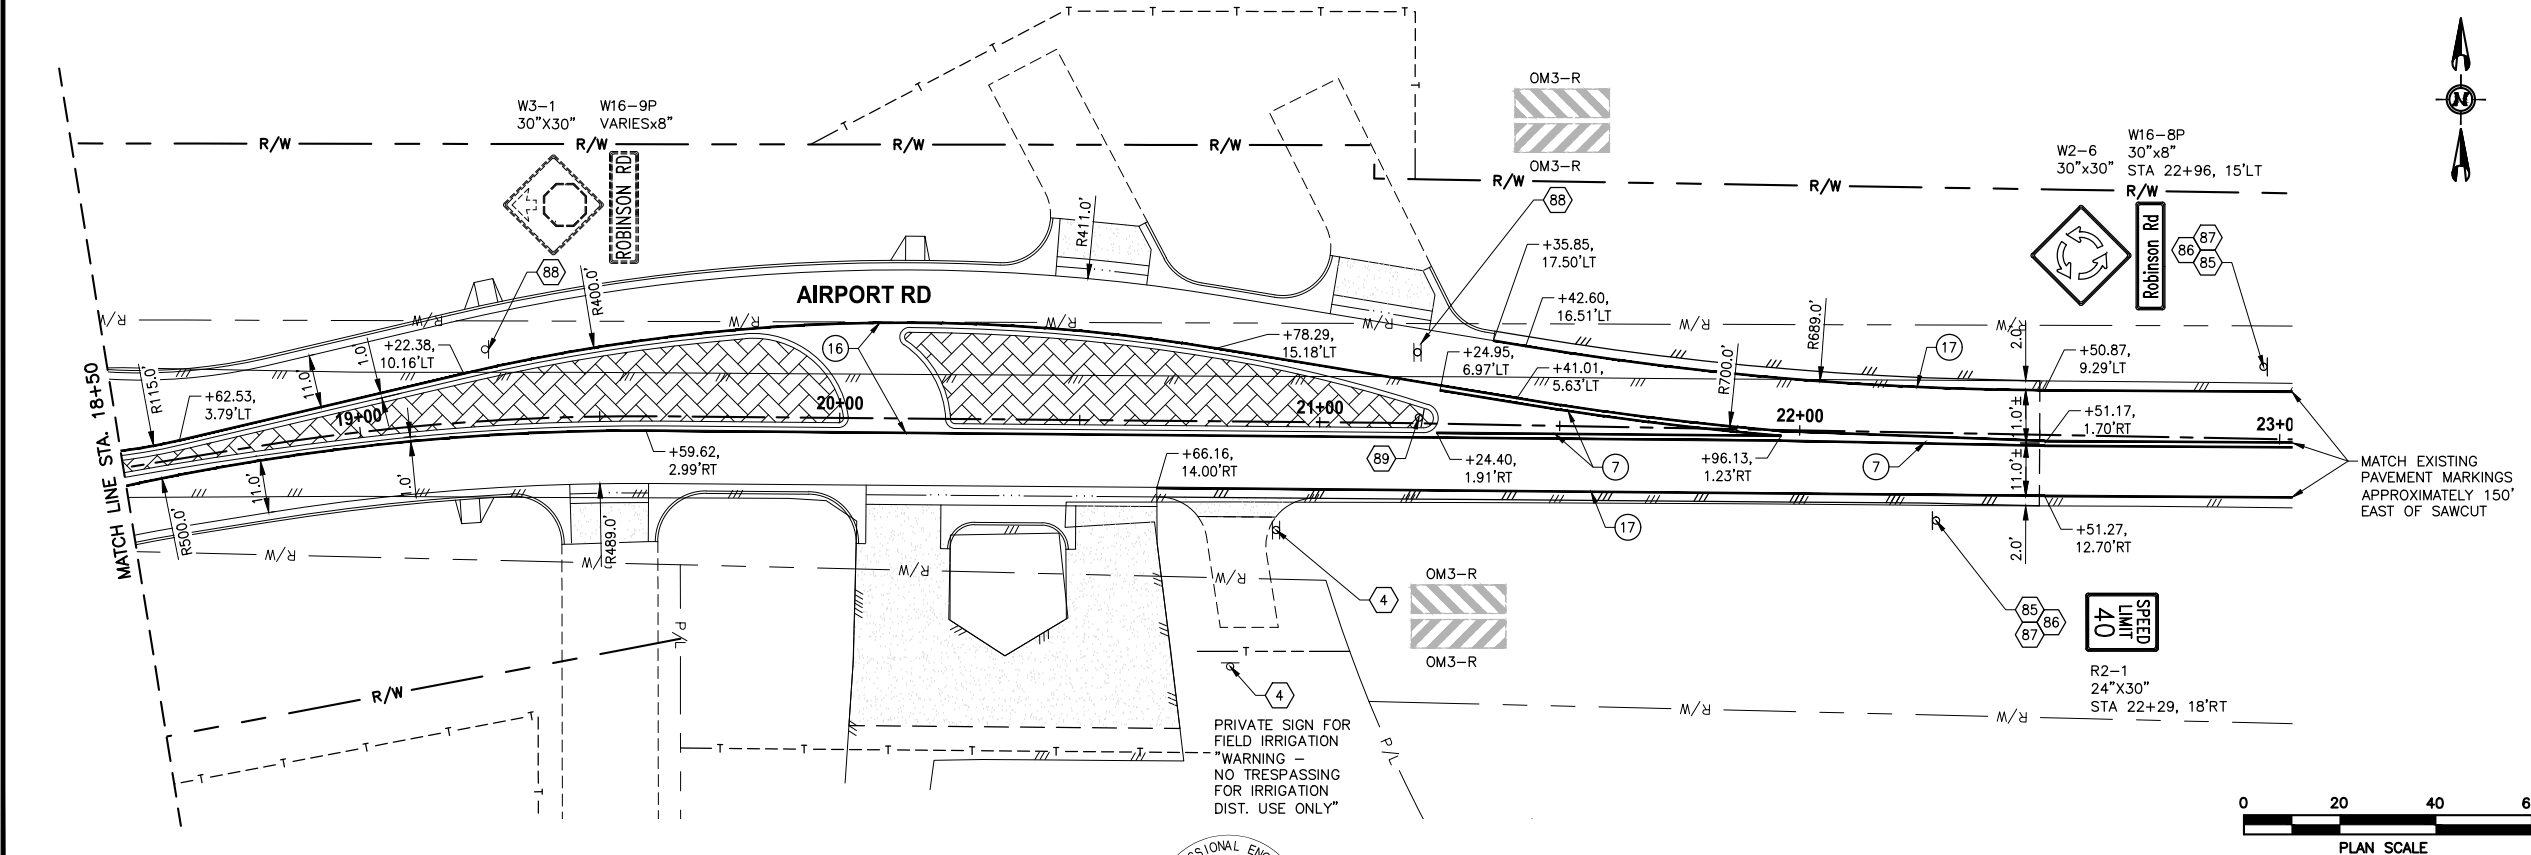 OM3-R
OM3-R
W3-1
30"X30"
W16-9P
VARIESx8"
ROBINSON RD
R/W
R/W
R/W
R/W
R/W
R/W
R/W
W2-6
30"x30"
W16-8P
30"x8"
STA 22+96, 15'LT
Robinson Rd
N
88
88
87
86
85
R411.0'
R400.0'
AIRPORT RD
+35.85,
17.50'LT
+42.60,
16.51'LT
R/W
R/W
R/W
R/W
R/W
R/W
R/W
R689.0'
2.0'
17
+50.87,
9.29'LT
+22.38,
10.16'LT
1.0'
11.0'
16
+78.29,
15.18'LT
+24.95,
6.97'LT
+41.01,
5.63'LT
R700.0'
R115.0'
+62.53,
3.79'LT
19+00
20+00
21+00
22+00
23+0
11.0'±
11.0'±
+51.17,
1.70'RT
MATCH LINE STA. 18+50
+59.62,
2.99'RT
89
+66.16,
14.00'RT
+24.40,
1.91'RT
7
+96.13,
1.23'RT
7
MATCH EXISTING
PAVEMENT MARKINGS
APPROXIMATELY 150'
EAST OF SAWCUT
11.0'
1.0'
R500.0'
R489.0'
17
+51.27,
12.70'RT
2.0'
R/W
R/W
R/W
R/W
4
OM3-R
OM3-R
85
86
87
SPEED
LIMIT
40
R2-1
24"X30"
STA 22+29, 18'RT
P/L
R/W
T
4
R/W
R/W
P/L
PRIVATE SIGN FOR
FIELD IRRIGATION
"WARNING –
NO TRESPASSING
FOR IRRIGATION
DIST. USE ONLY"
0 20 40 6
PLAN SCALE
SSIONAL ENG